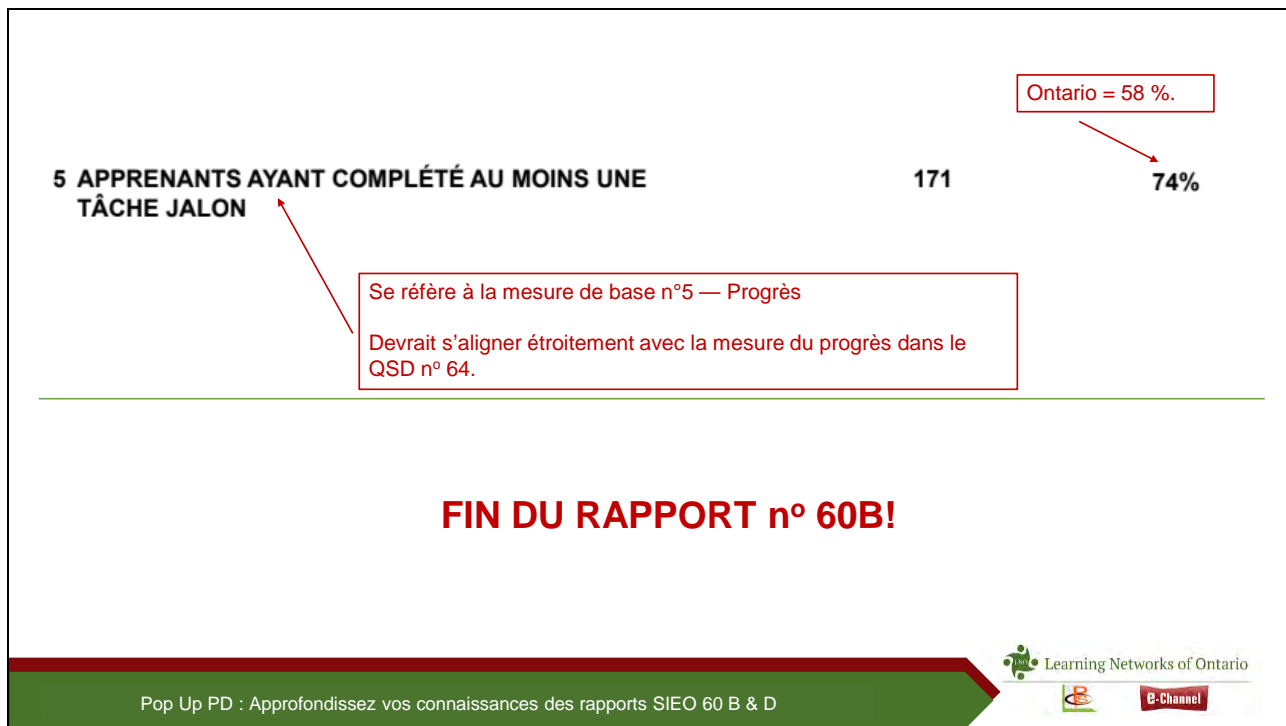 Ontario = 58 %.
5 APPRENANTS AYANT COMPLÉTÉ AU MOINS UNE 171 74%
TÂCHE JALON
Se réfère à la mesure de base n°5 — Progrès
Devrait s'aligner étroitement avec la mesure du progrès dans le
QSD nº 64.
FIN DU RAPPORT nº 60B!
Learning Networks of Ontario
e-Channel
Pop Up PD : Approfondissez vos connaissances des rapports SIEO 60 B & D